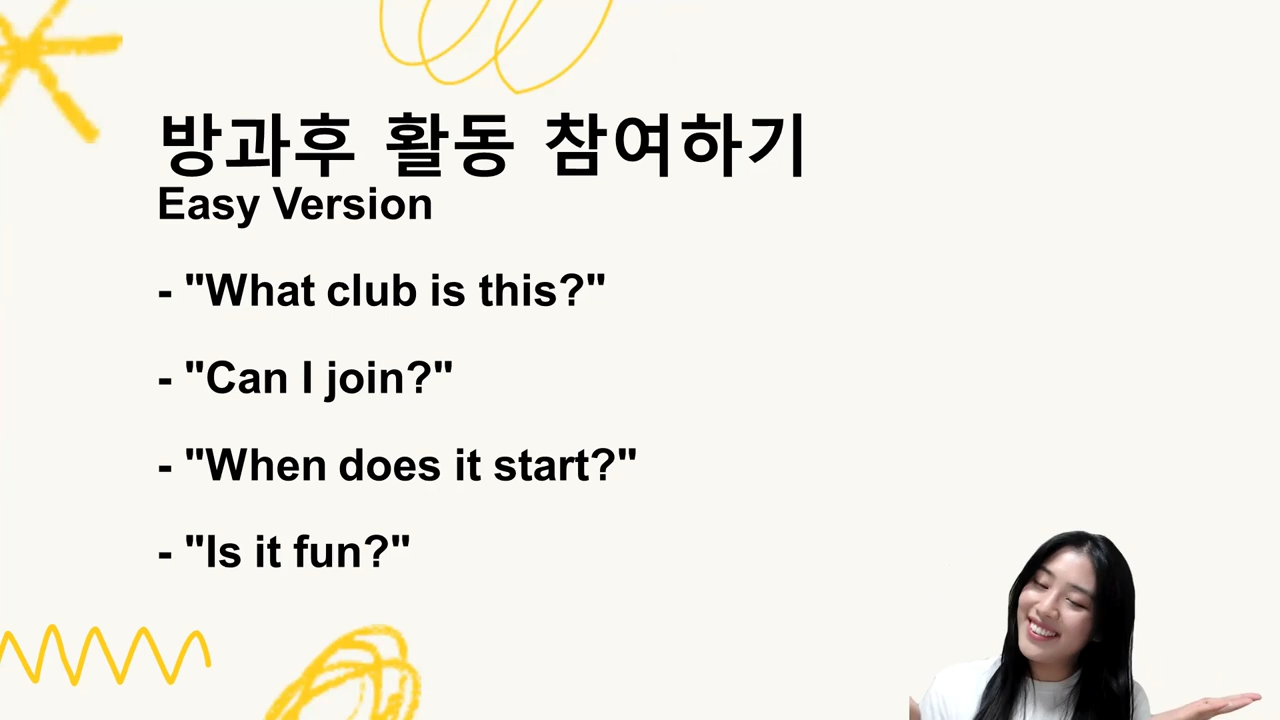 방과후 활동 참여하기
Easy Version
- "What club is this?"
- "Can I join?"
- "When does it start?"
- "Is it fun?"